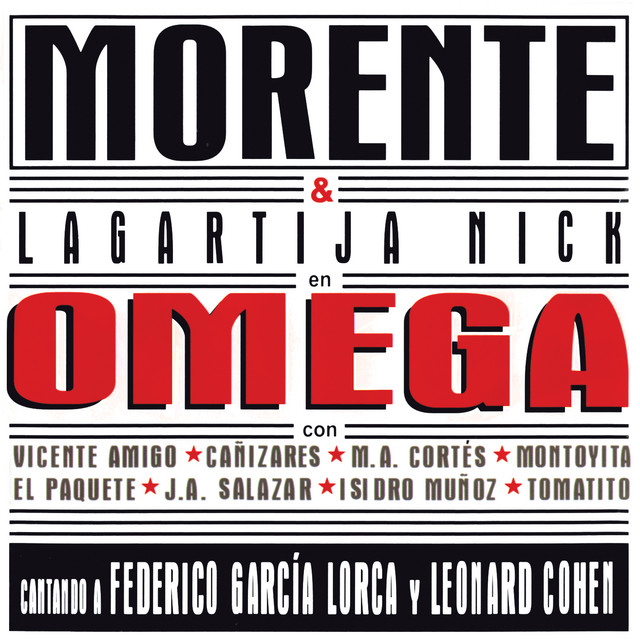 MORENTE
&
LAGARTIJA NICK
en
OMEGA
con
VICENTE AMIGO ★ CAÑIZARES ★ M.A. CORTÉS ★ MONTOYITA
EL PAQUETE ★ J.A. SALAZAR ★ ISIDRO MUÑOZ ★ TOMATITO
CANTANDO A FEDERICO GARCÍA LORCA Y LEONARD COHEN